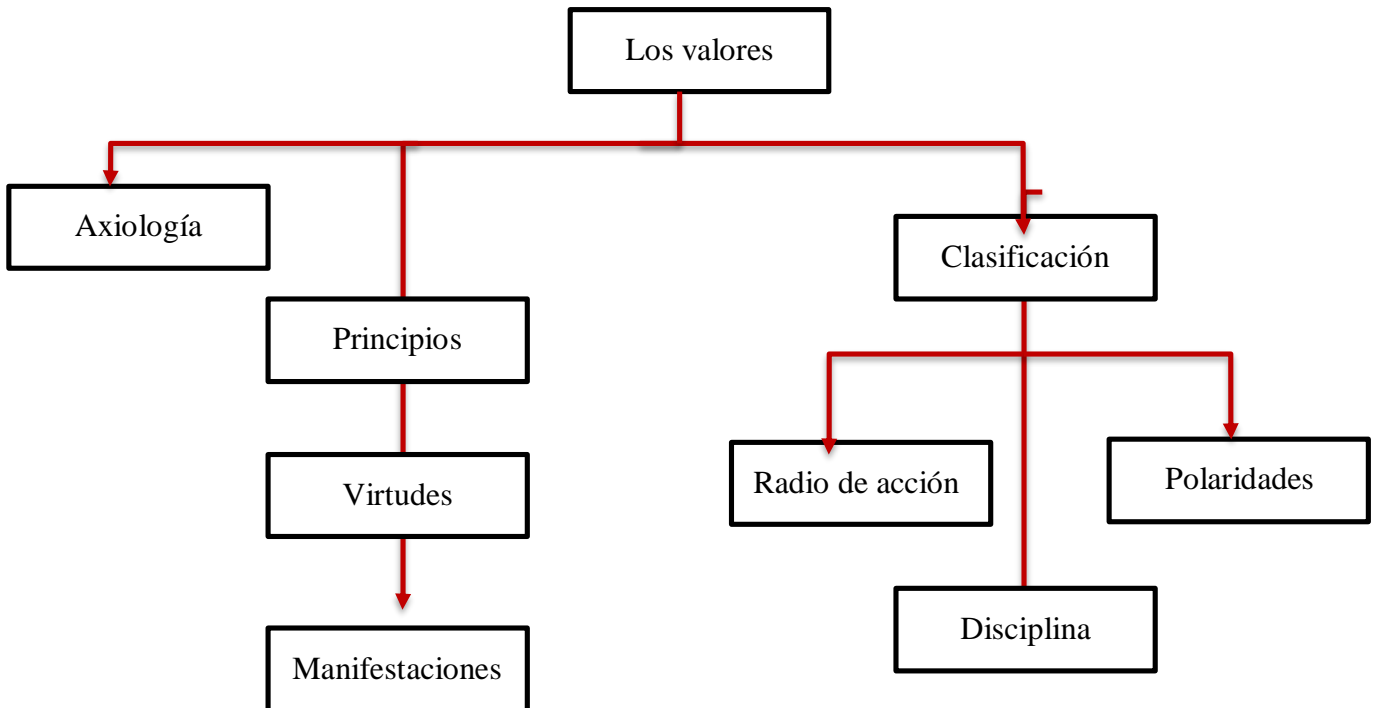 Los valores
Axiología
Clasificación
Principios
Radio de acción
Polaridades
Virtudes
Disciplina
Manifestaciones